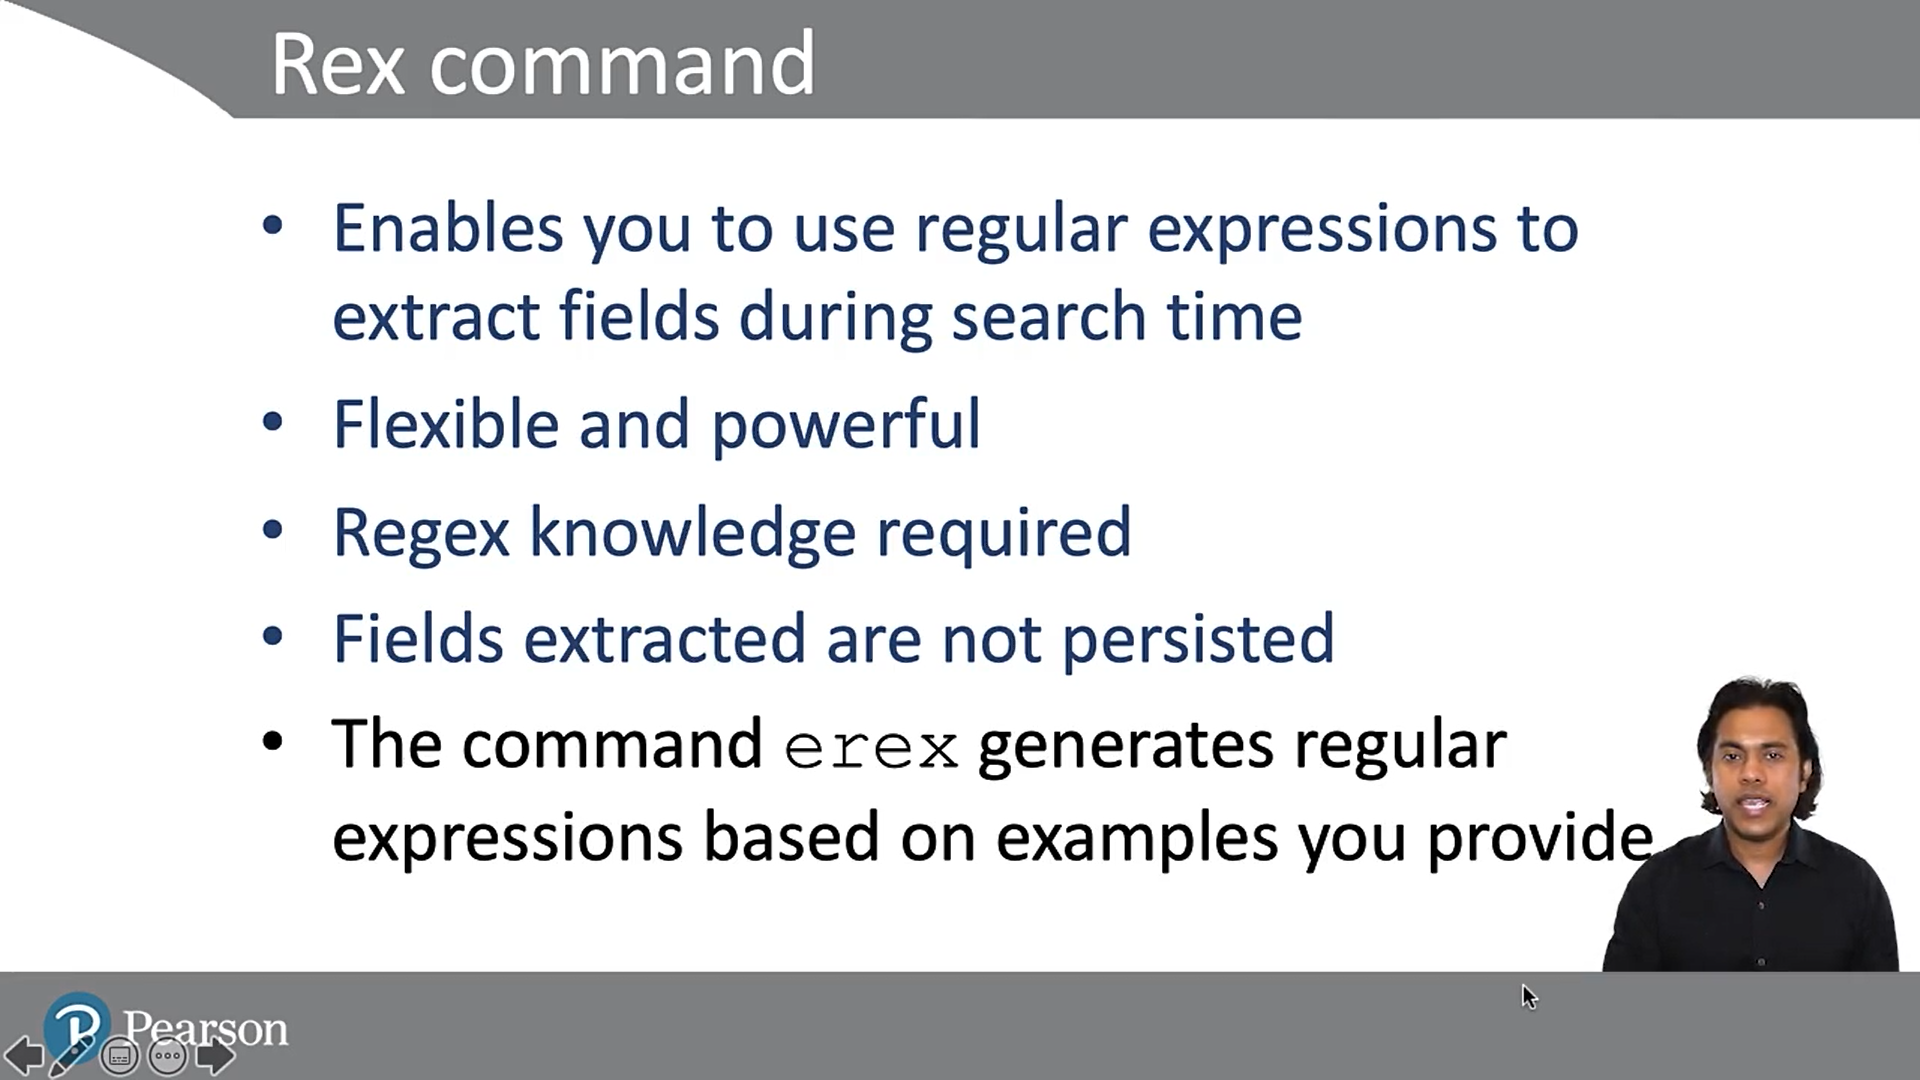 Rex command
• Enables you to use regular expressions to
extract fields during search time
• Flexible and powerful
• Regex knowledge required
• Fields extracted are not persisted
• The command erex generates regular
expressions based on examples you provide
Pearson